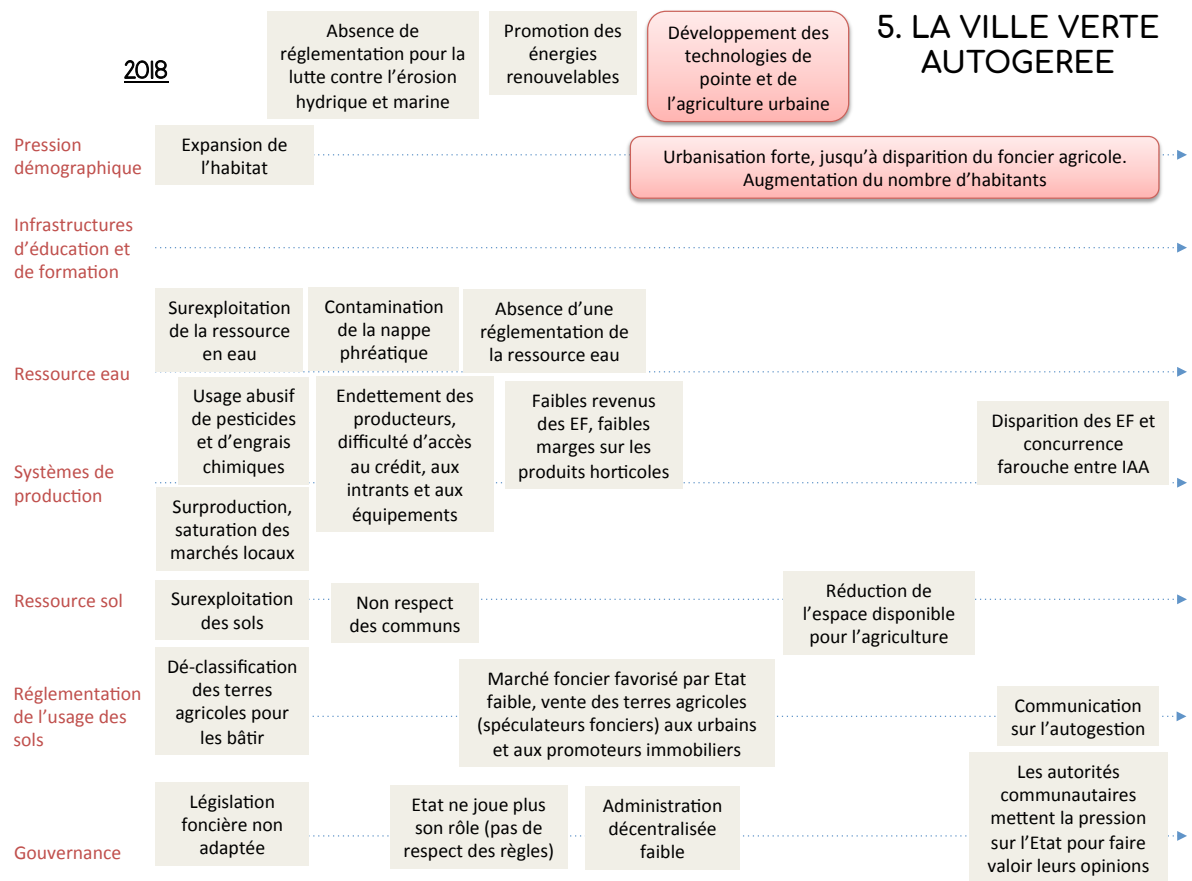 5. LA VILLE VERTE
AUTOGEREE
2018
Absence de
réglementation pour la
lutte contre l’érosion
hydrique et marine
Promotion des
énergies
renouvelables
Développement des
technologies de
pointe et de
l’agriculture urbaine
Pression
démographique
Expansion de
l’habitat
Urbanisation forte, jusqu’à disparition du foncier agricole.
Augmentation du nombre d’habitants
Infrastructures
d’éducation et
de formation
Surexploitation
de la ressource
en eau
Contamination
de la nappe
phréatique
Absence d’une
réglementation de
la ressource eau
Ressource eau
Usage abusif
de pesticides
et d’engrais
chimiques
Endettement des
producteurs,
difficulté d’accès
au crédit, aux
intrants et aux
équipements
Faibles revenus
des EF, faibles
marges sur les
produits horticoles
Disparition des EF et
concurrence
farouche entre IAA
Systèmes de
production
Surproduction,
saturation des
marchés locaux
Ressource sol
Surexploitation
des sols
Non respect
des communs
Réduction de
l’espace disponible
pour l’agriculture
Réglementation
de l’usage des
sols
Dé-classification
des terres
agricoles pour
les bâtir
Marché foncier favorisé par Etat
faible, vente des terres agricoles
(spéculateurs fonciers) aux urbains
et aux promoteurs immobiliers
Communication
sur l’autogestion
Gouvernance
Législation
foncière non
adaptée
Etat ne joue plus
son rôle (pas de
respect des règles)
Administration
décentralisée
faible
Les autorités
communautaires
mettent la pression
sur l’Etat pour faire
valoir leurs opinions